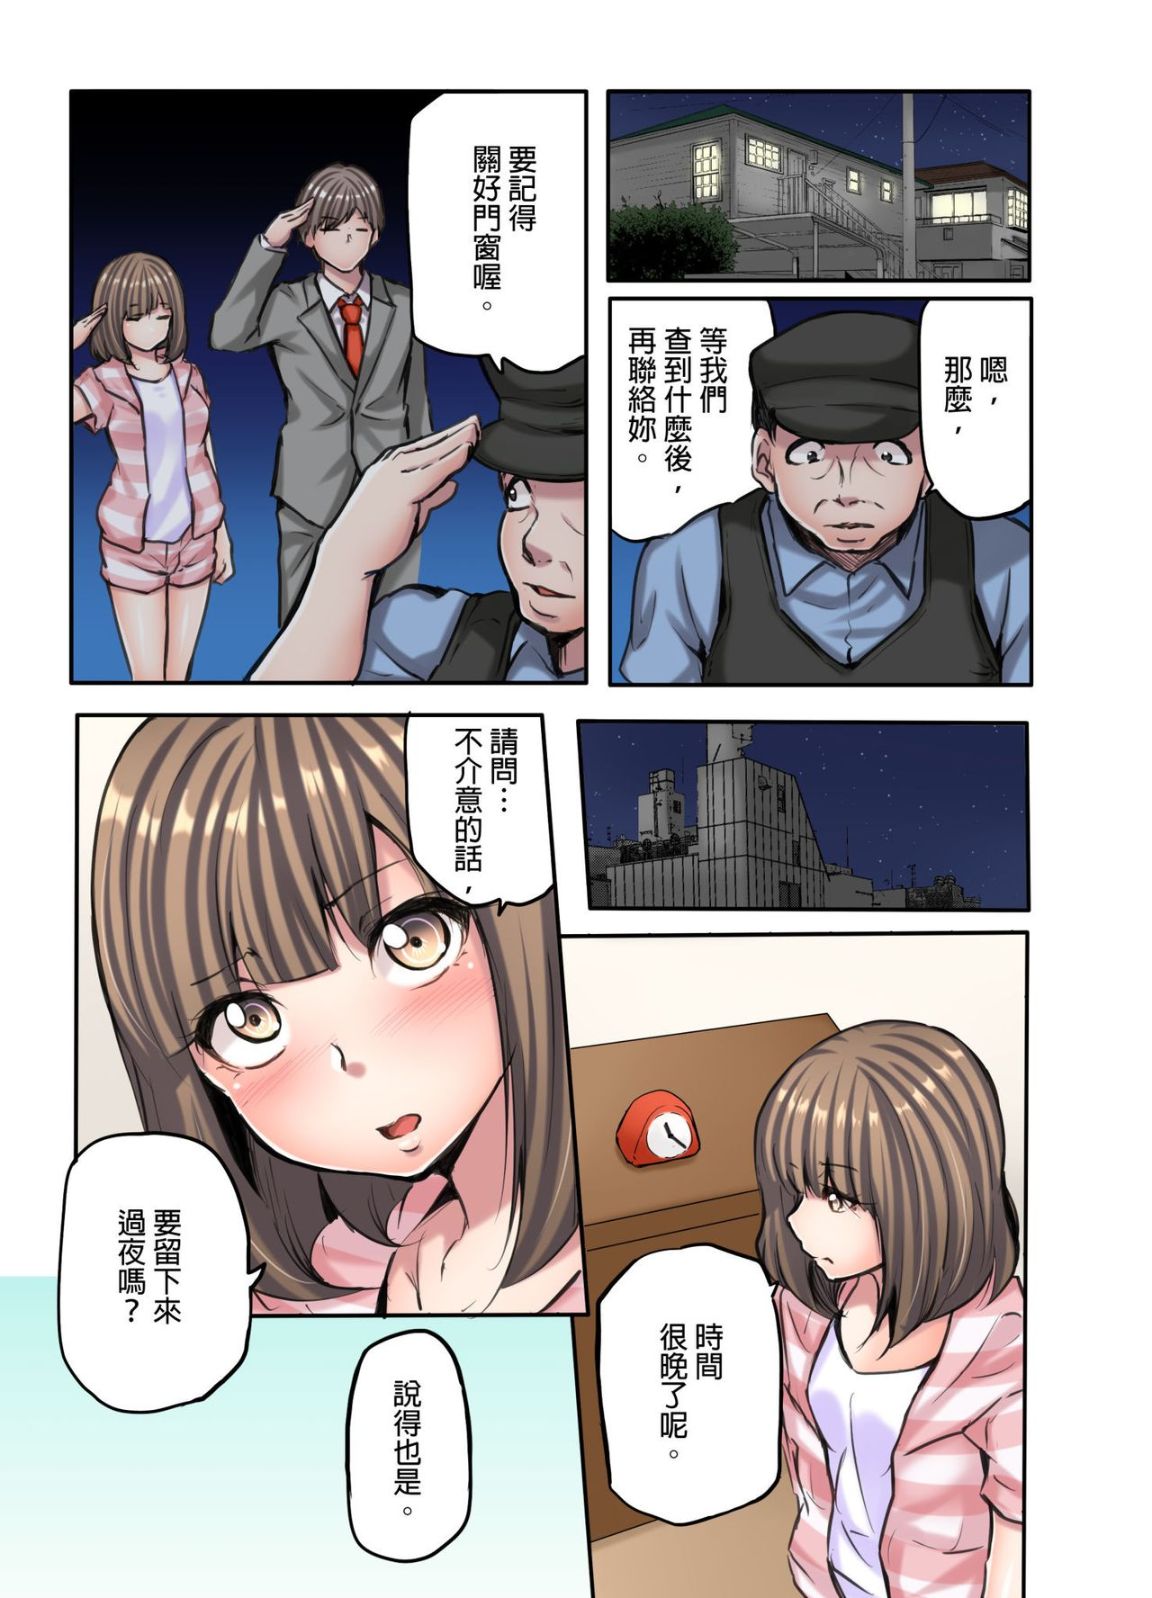 嗯，
那麼，
等我們
查到什麼後，
再聯絡妳。
要記得
關好門窗喔。
時間
很晚了呢。
說得也是。
請問…
不介意的話，
要留下來
過夜嗎？